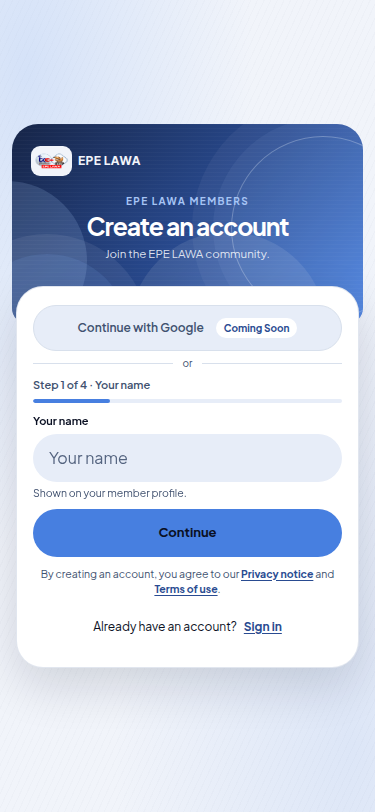 EPE LAWA
EPE LAWA MEMBERS
Create an account
Join the EPE LAWA community.
Continue with Google Coming Soon
or
Step 1 of 4 · Your name
Your name
Your name
Shown on your member profile.
Continue
By creating an account, you agree to our Privacy notice and
Terms of use.
Already have an account? Sign in